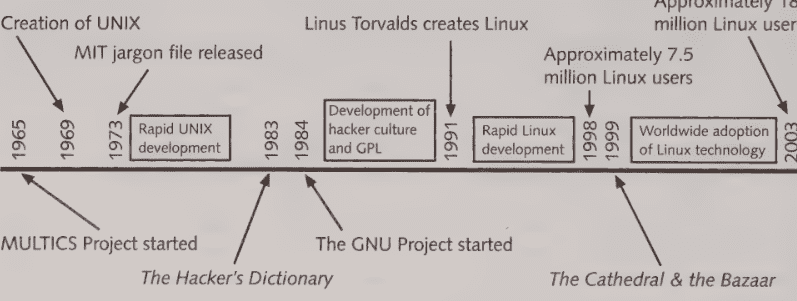 Approximately 18
Creation of UNIX
Linus Torvalds creates Linux
million Linux user
MIT jargon file released
Approximately 7.5
million Linux users
1965
1969
1973
Rapid UNIX
development
1983
1984
Development of
hacker culture
and GPL
1991
Rapid Linux
development
1998
1999
Worldwide adoption
of Linux technology
2003
MULTICS Project started
The GNU Project started
The Hacker's Dictionary
The Cathedral & the Bazaar